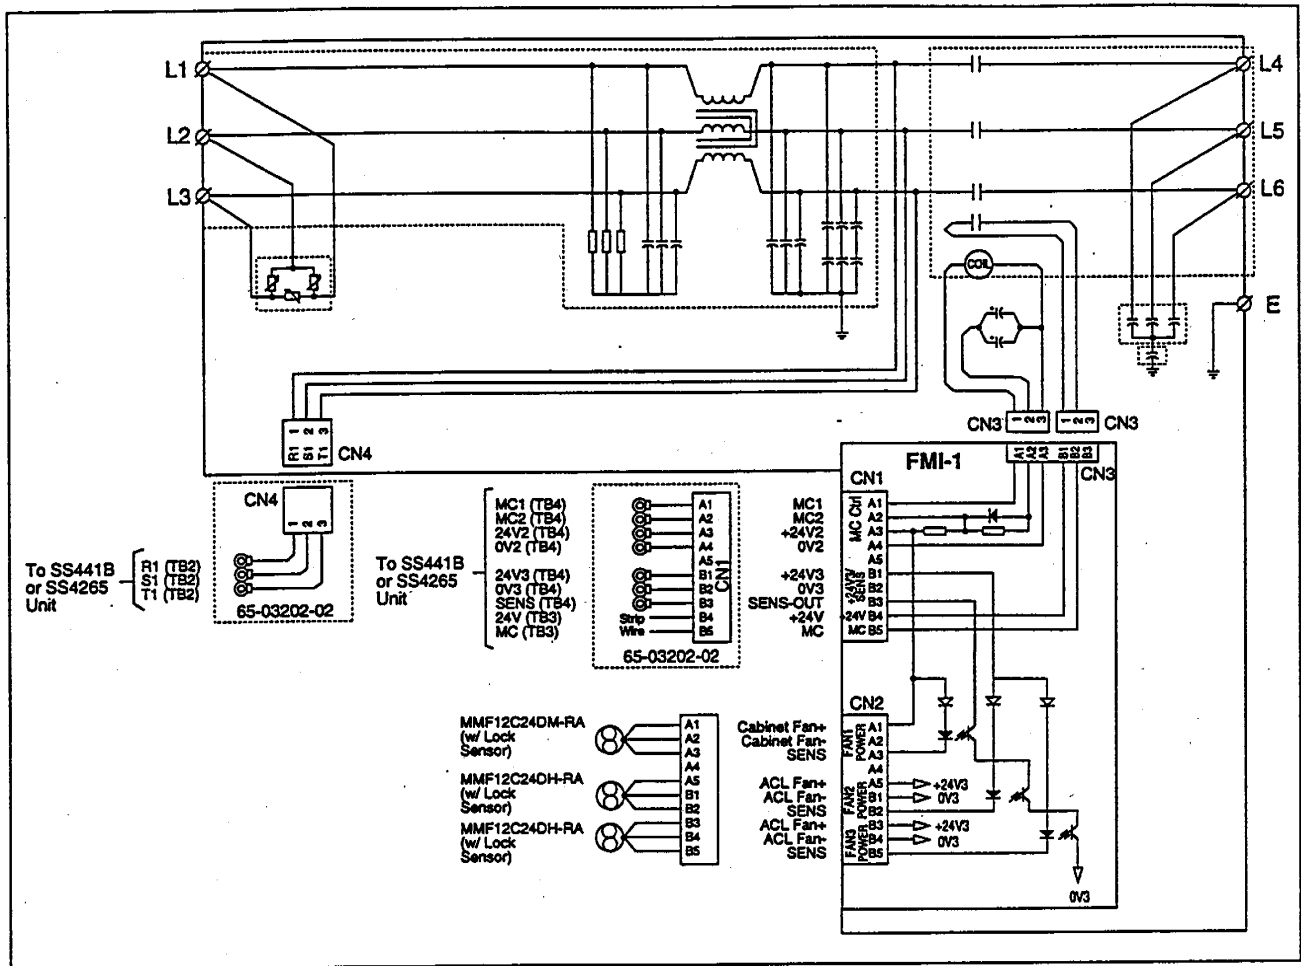 L1
L2
L3
L4
L5
L6
COIL
E
1 2 3
R1 S1 T1
CN4
CN3
1 2 3
1 2 3
CN3
A1 A2 A3
B1 B2 B3
CN3
FMI-1
CN4
1 2 3
To SS441B
or SS4265
Unit
R1 (TB2)
S1 (TB2)
T1 (TB2)
65-03202-02
To SS441B
or SS4265
Unit
MC1 (TB4)
MC2 (TB4)
24V2 (TB4)
0V2 (TB4)
24V3 (TB4)
0V3 (TB4)
SENS (TB4)
24V (TB3)
MC (TB3)
Strip
Wire
A1
A2
A3
A4
A5
B1
B2
B3
B4
B5
CN1
65-03202-02
CN1
MC1
MC2
+24V2
0V2
+24V3
0V3
SENS-OUT
+24V
MC
MC Ctrl
+24V3/
SENS
+24V
MC
A1
A2
A3
A4
A5
B1
B2
B3
B4
B5
MMF12C24DM-RA
(w/ Lock
Sensor)
MMF12C24DH-RA
(w/ Lock
Sensor)
MMF12C24DH-RA
(w/ Lock
Sensor)
A1
A2
A3
A4
A5
B1
B2
B3
B4
B5
CN2
Cabinet Fan+
Cabinet Fan-
SENS
ACL Fan+
ACL Fan-
SENS
ACL Fan+
ACL Fan-
SENS
FAN1
POWER
FAN2
POWER
FAN3
POWER
A1
A2
A3
A4
A5
B1
B2
B3
B4
B5
+24V3
0V3
+24V3
0V3
0V3